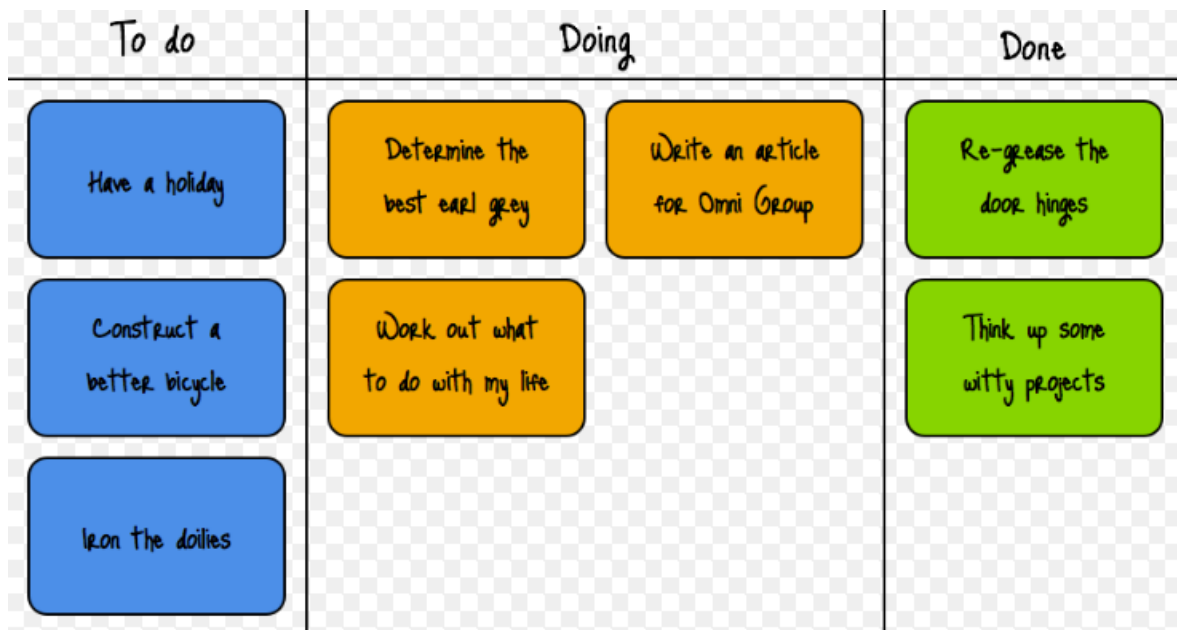 To do
Doing
Done
Have a holiday
Construct a
better bicycle
Iron the doilies
Determine the
best earl grey
Write an article
for Omni Group
Work out what
to do with my life
Re-grease the
door hinges
Think up some
witty projects